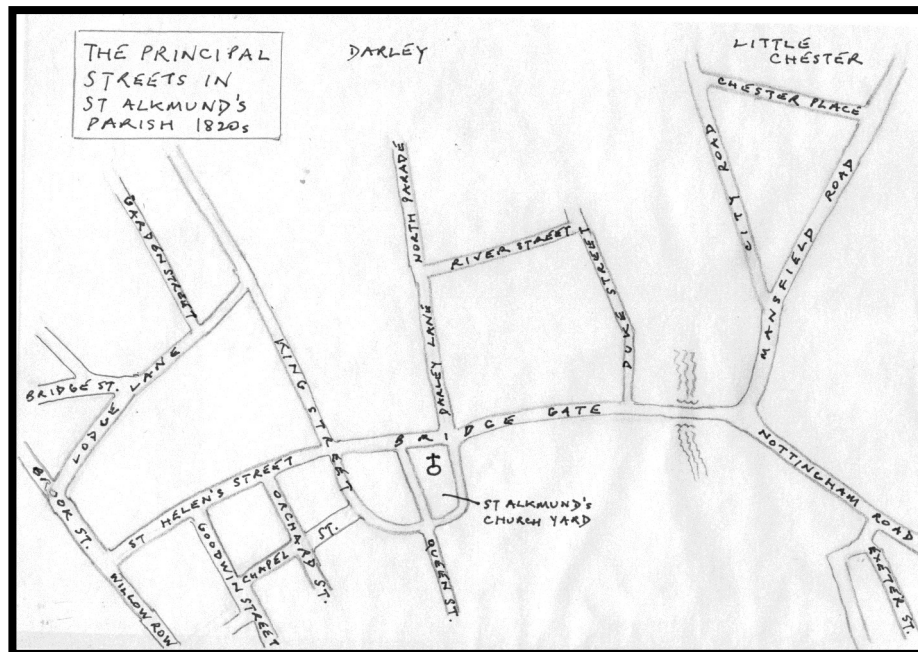 THE PRINCIPAL
STREETS IN
ST ALKMUND'S
PARISH 1820s
DARLEY
LITTLE
CHESTER
CHESTER PLACE
CITY ROAD
MANSFIELD ROAD
NORTH PARADE
GARDEN STREET
RIVER STREET
DUKE STREET
KING STREET
DARLEY LANE
BRIDGE ST.
LODGE LANE
BRIDGE GATE
NOTTINGHAM ROAD
BROOK ST.
ST HELEN'S STREET
ORCHARD ST.
ST ALKMUND'S
CHURCH YARD
GOODWIN STREET
CHAPEL ST.
QUEEN ST.
WILLOW ROW
EXETER ST.